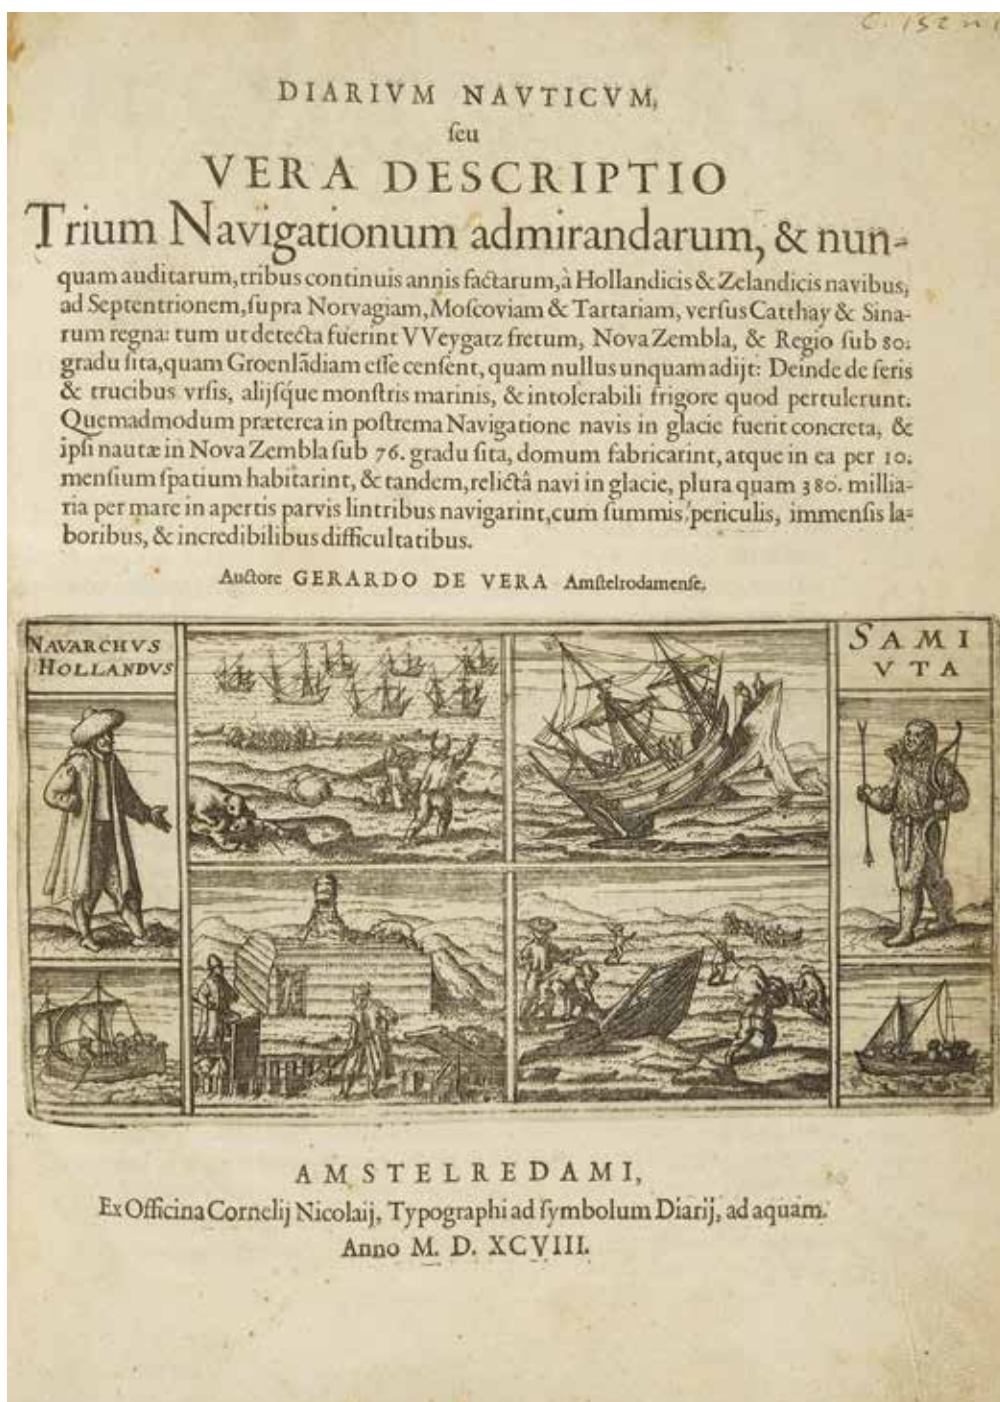 C. 152 n 1
DIARIVM NAVTICVM,
ſeu
VERA DESCRIPTIO
Trium Navigationum admirandarum, & nun-
quam auditarum, tribus continuis annis factarum, à Hollandicis & Zelandicis navibus,
ad Septentrionem, ſupra Norvagiam, Moſcoviam & Tartariam, verſus Catthay & Sina-
rum regna: tum ut detecta fuerint VVeygatz fretum, Nova Zembla, & Regio ſub 80.
gradu ſita, quam Groenlādiam eſſe cenſent, quam nullus unquam adijt: Deinde de feris
& trucibus vrſis, alijſq́ue monſtris marinis, & intolerabili frigore quod pertulerunt.
Quemadmodum præterea in poſtrema Navigatione navis in glacie fuerit concreta, &
ipſi nautæ in Nova Zembla ſub 76. gradu ſita, domum fabricarint, atque in ea per 10.
menſium ſpatium habitarint, & tandem, relictâ navi in glacie, plura quam 380. millia-
ria per mare in apertis parvis lintribus navigarint, cum ſummis periculis, immenſis la-
boribus, & incredibilibus difficultatibus.
Auctore GERARDO DE VERA Amſtelrodamenſe.
NAVARCHVS
HOLLANDVS
SAMI
VTA
AMSTELREDAMI,
Ex Officina Cornelij Nicolaij, Typographi ad ſymbolum Diarij, ad aquam.
Anno M. D. XCVIII.